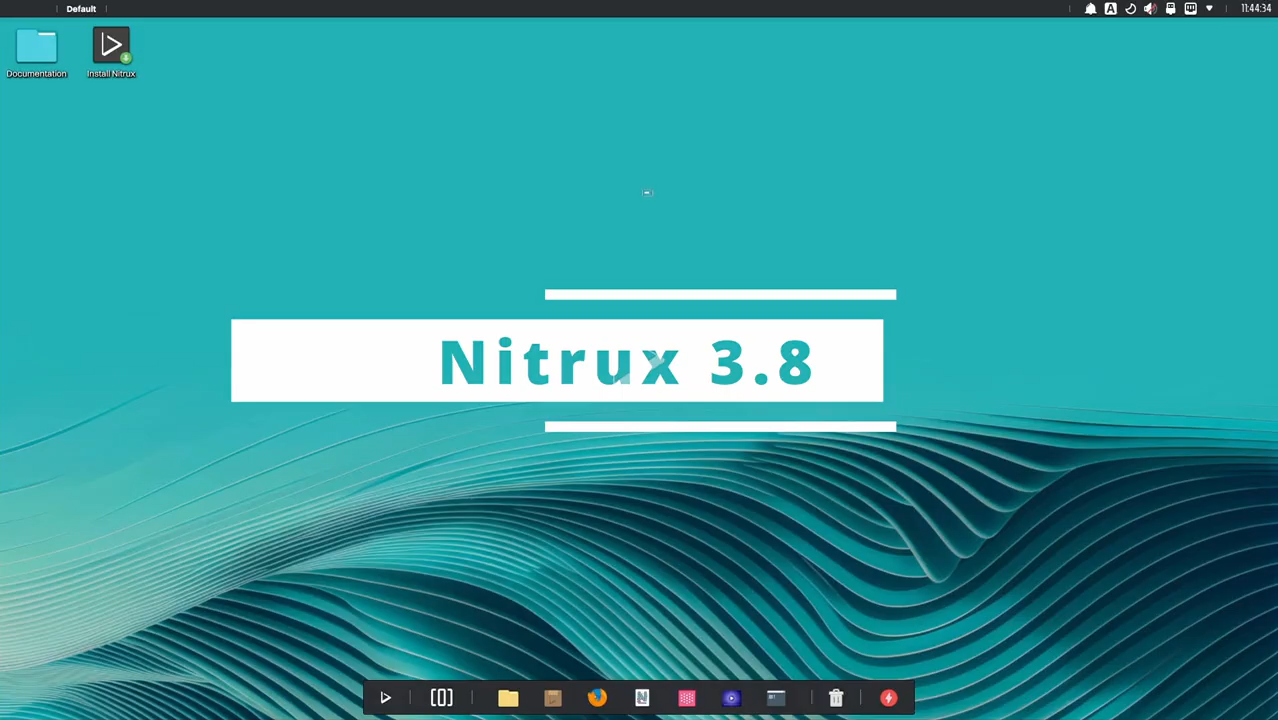 Default
A
11:44:34
Documentation
Install Nitrux
Nitrux 3.8